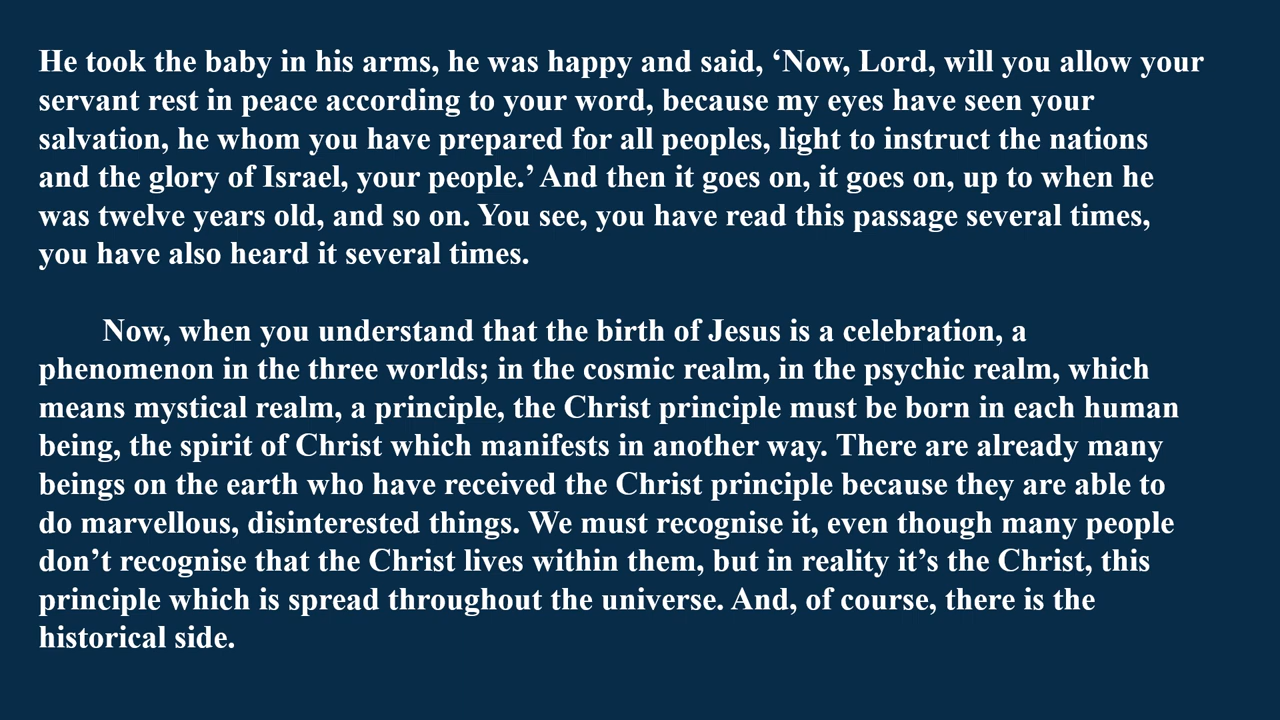 He took the baby in his arms, he was happy and said, ‘Now, Lord, will you allow your
servant rest in peace according to your word, because my eyes have seen your
salvation, he whom you have prepared for all peoples, light to instruct the nations
and the glory of Israel, your people.’ And then it goes on, it goes on, up to when he
was twelve years old, and so on. You see, you have read this passage several times,
you have also heard it several times.
Now, when you understand that the birth of Jesus is a celebration, a
phenomenon in the three worlds; in the cosmic realm, in the psychic realm, which
means mystical realm, a principle, the Christ principle must be born in each human
being, the spirit of Christ which manifests in another way. There are already many
beings on the earth who have received the Christ principle because they are able to
do marvellous, disinterested things. We must recognise it, even though many people
don’t recognise that the Christ lives within them, but in reality it’s the Christ, this
principle which is spread throughout the universe. And, of course, there is the
historical side.